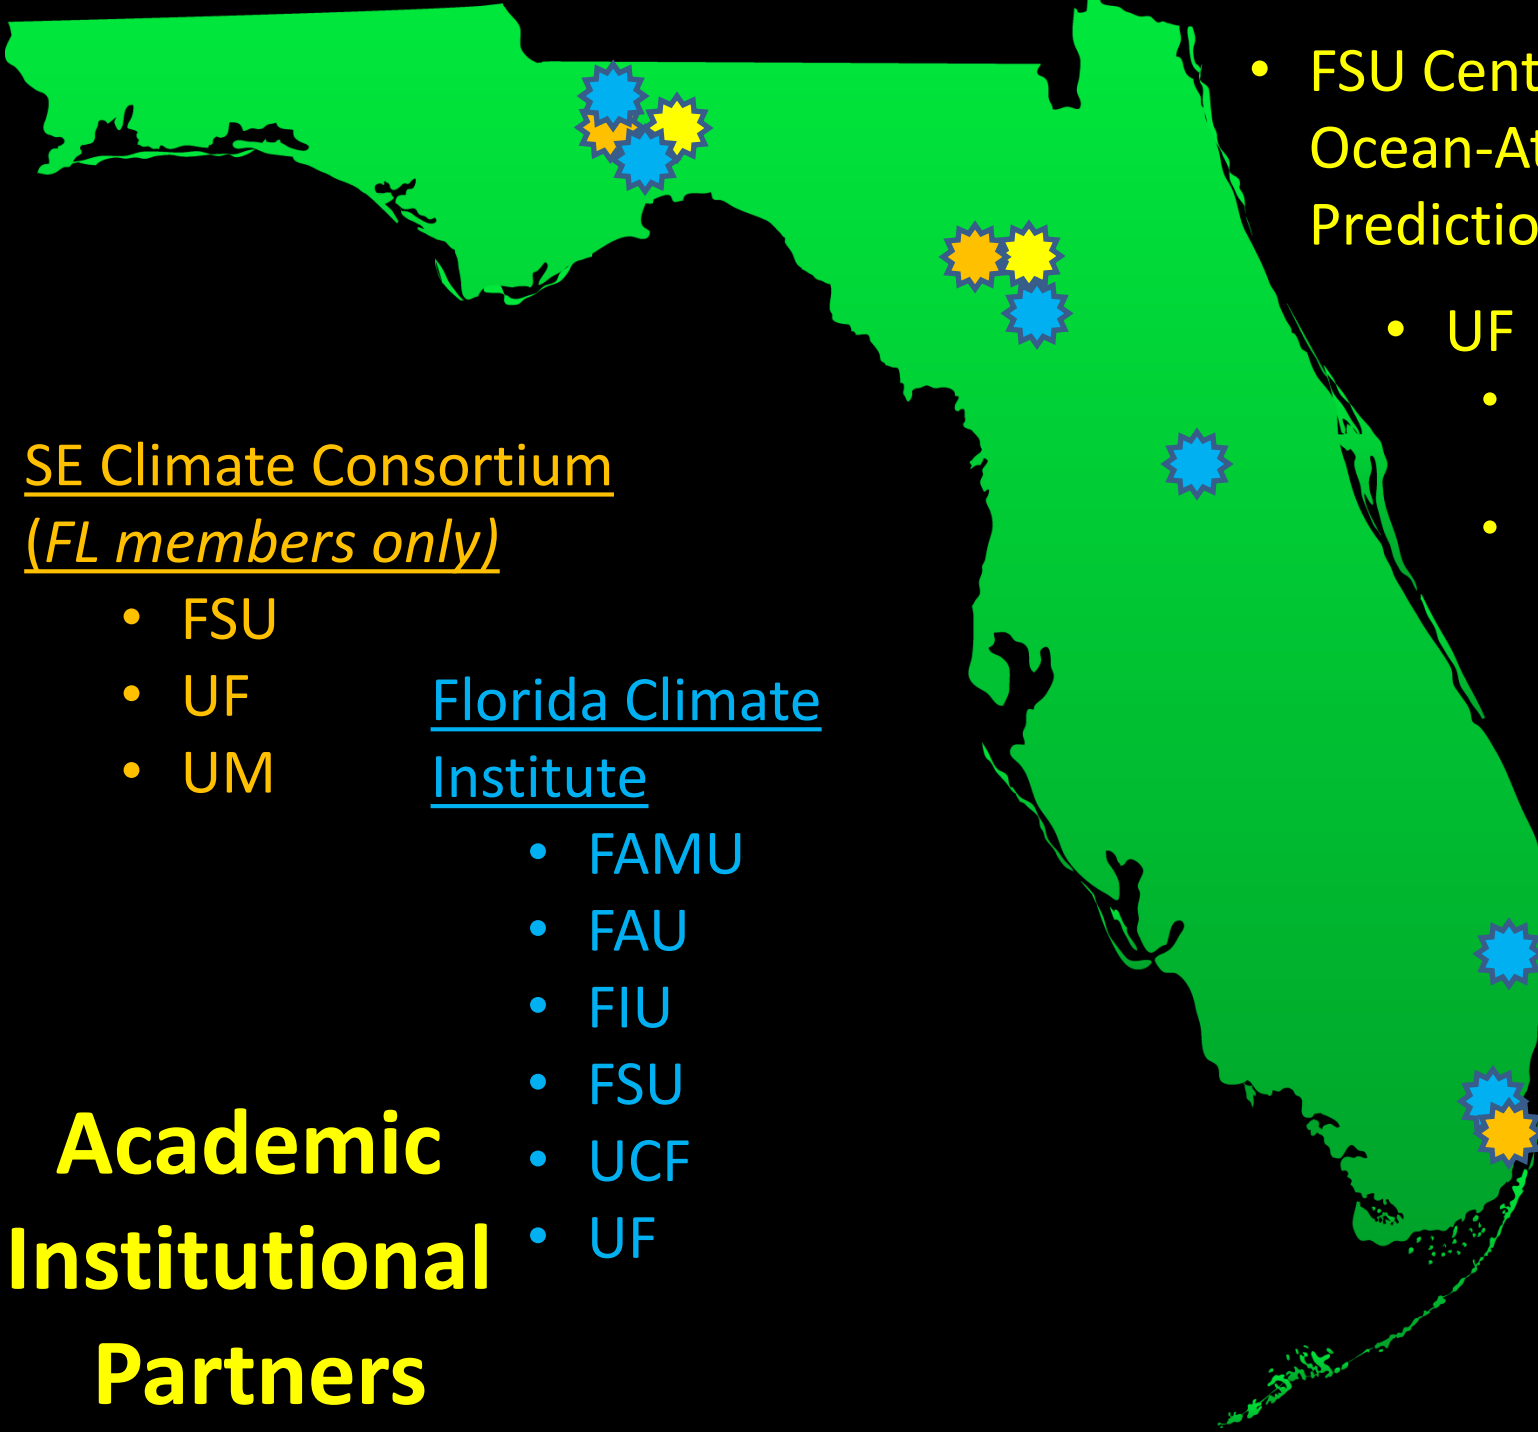 FSU Cent
Ocean-At
Predictio
UF
SE Climate Consortium
(FL members only)
FSU
UF
UM
Florida Climate
Institute
FAMU
FAU
FIU
FSU
UCF
UF
Academic
Institutional
Partners